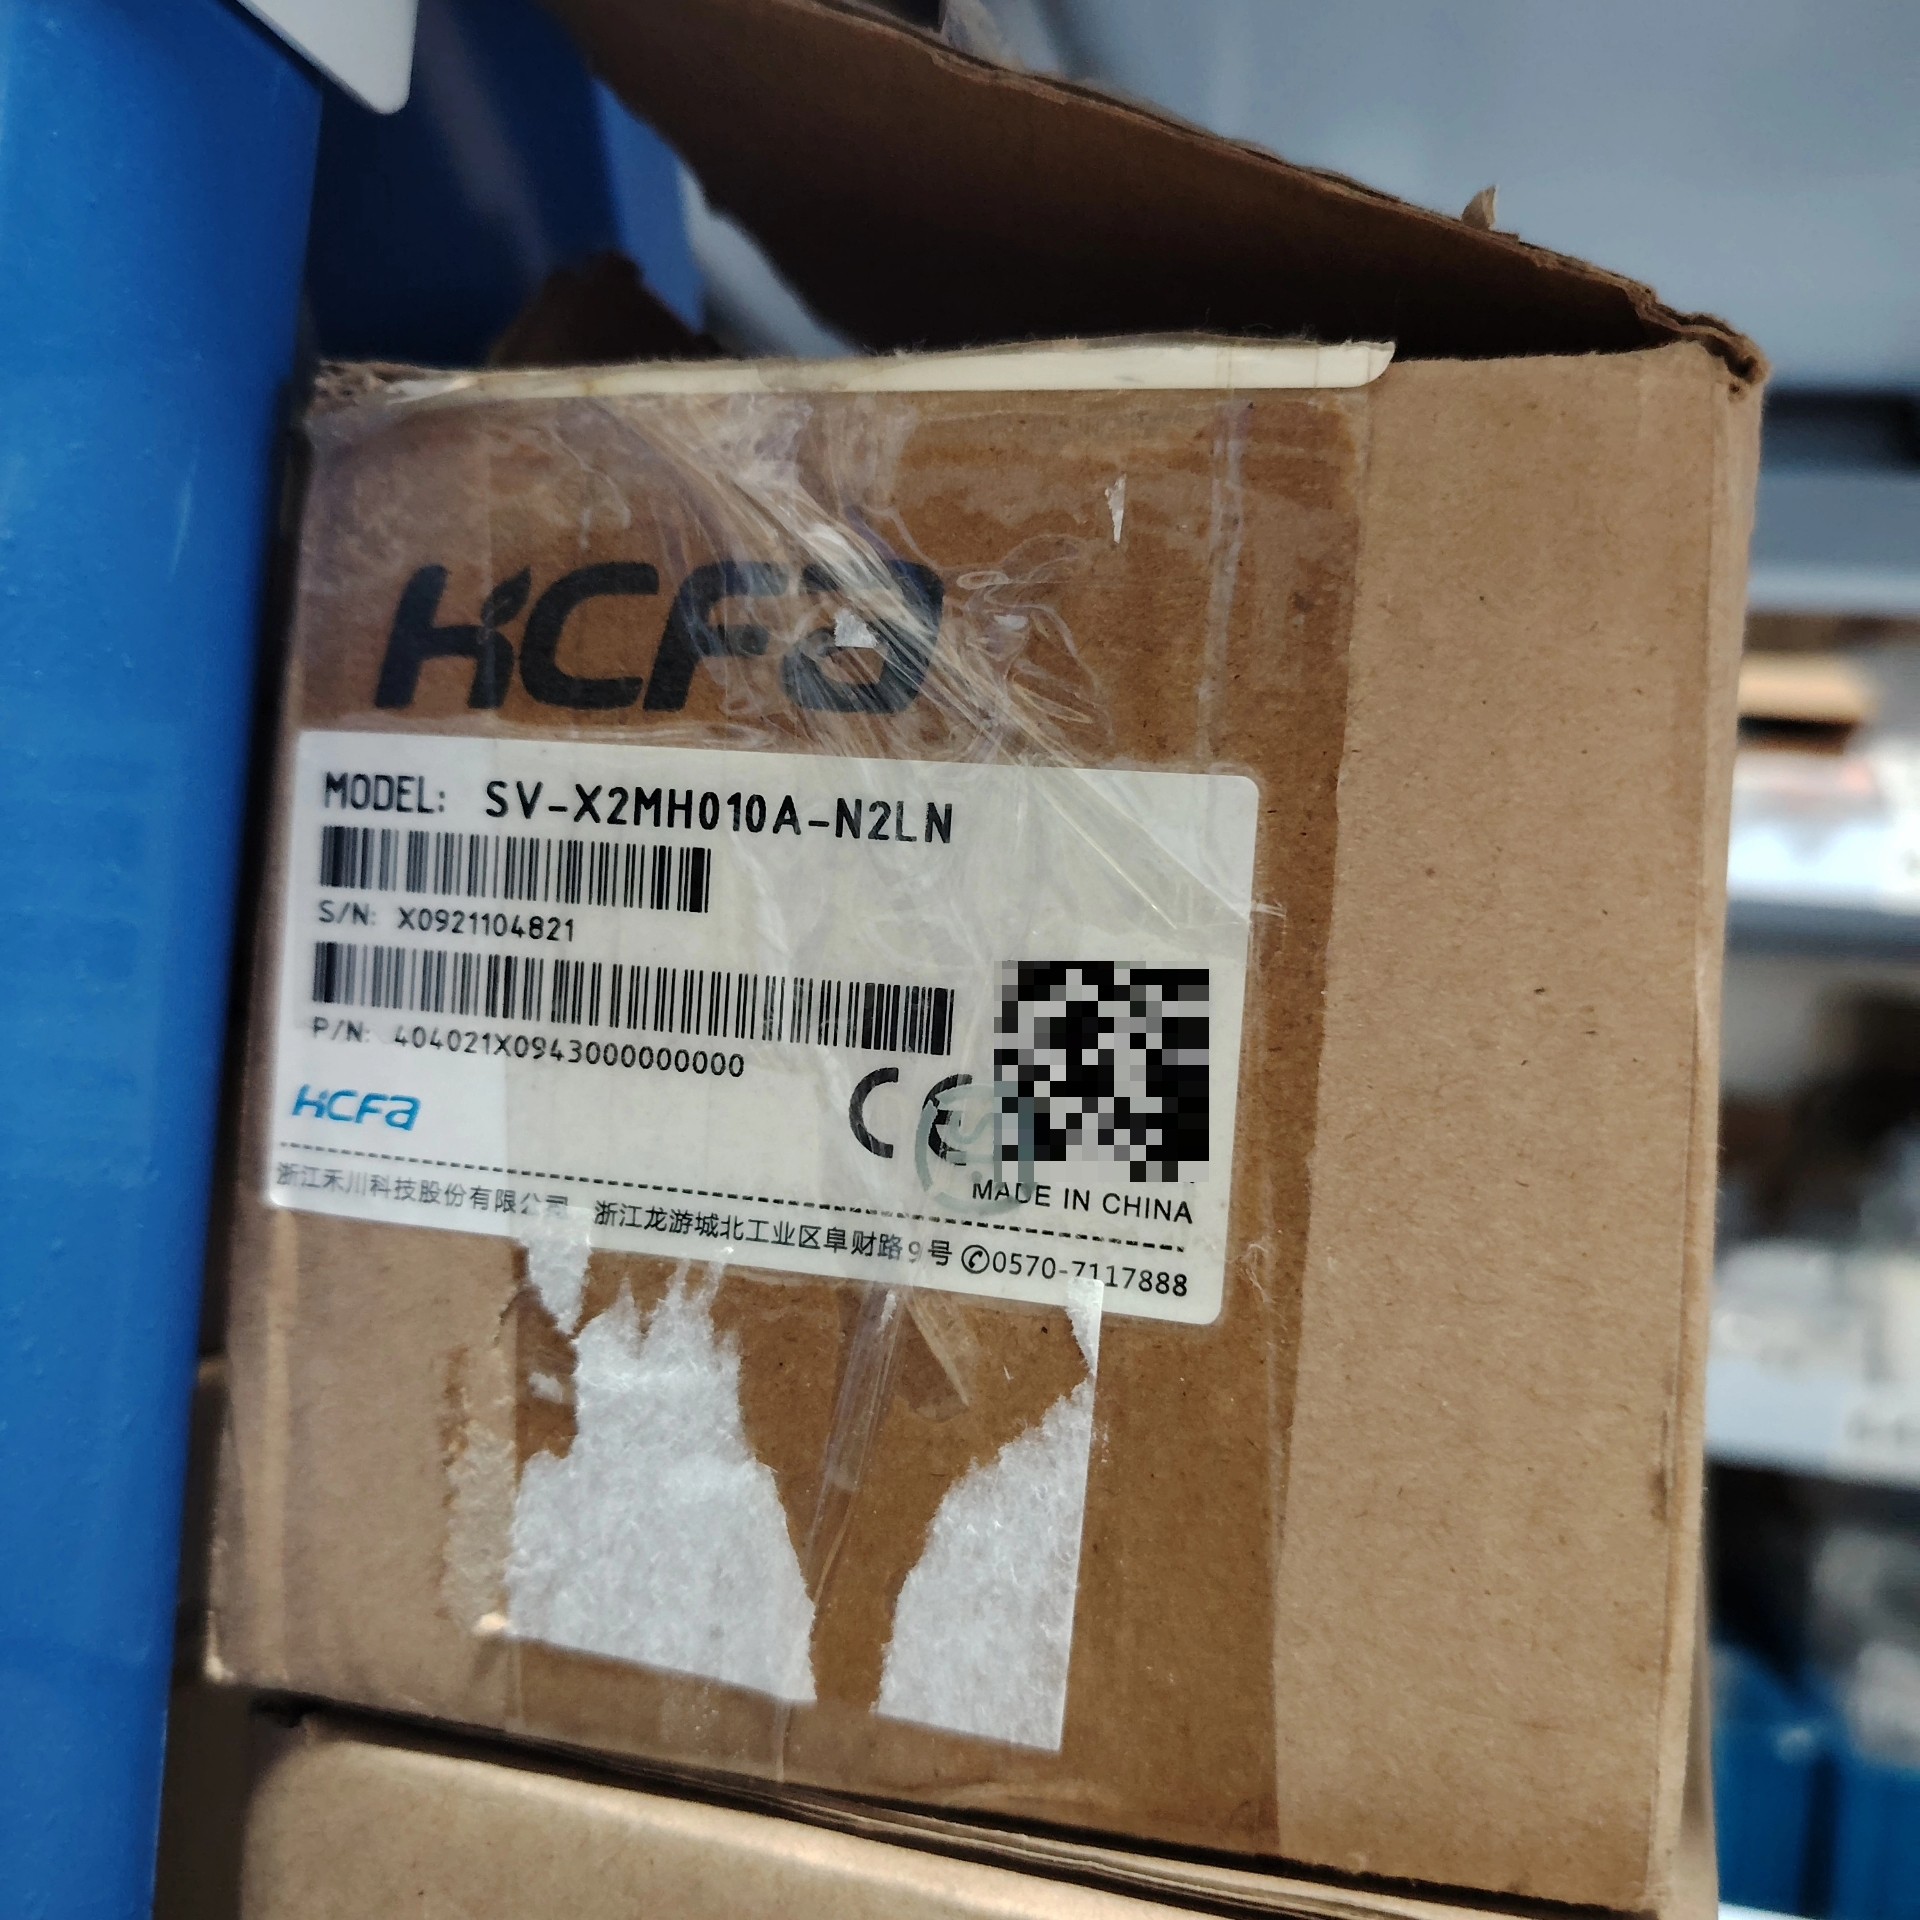 HCFA
MODEL: SV-X2MH010A-N2LN
S/N: X0921104821
P/N: 404021X0943000000000
HCFA
CE
MADE IN CHINA
浙江禾川科技股份有限公司 浙江龙游城北工业区阜财路9号 ✆0570-7117888